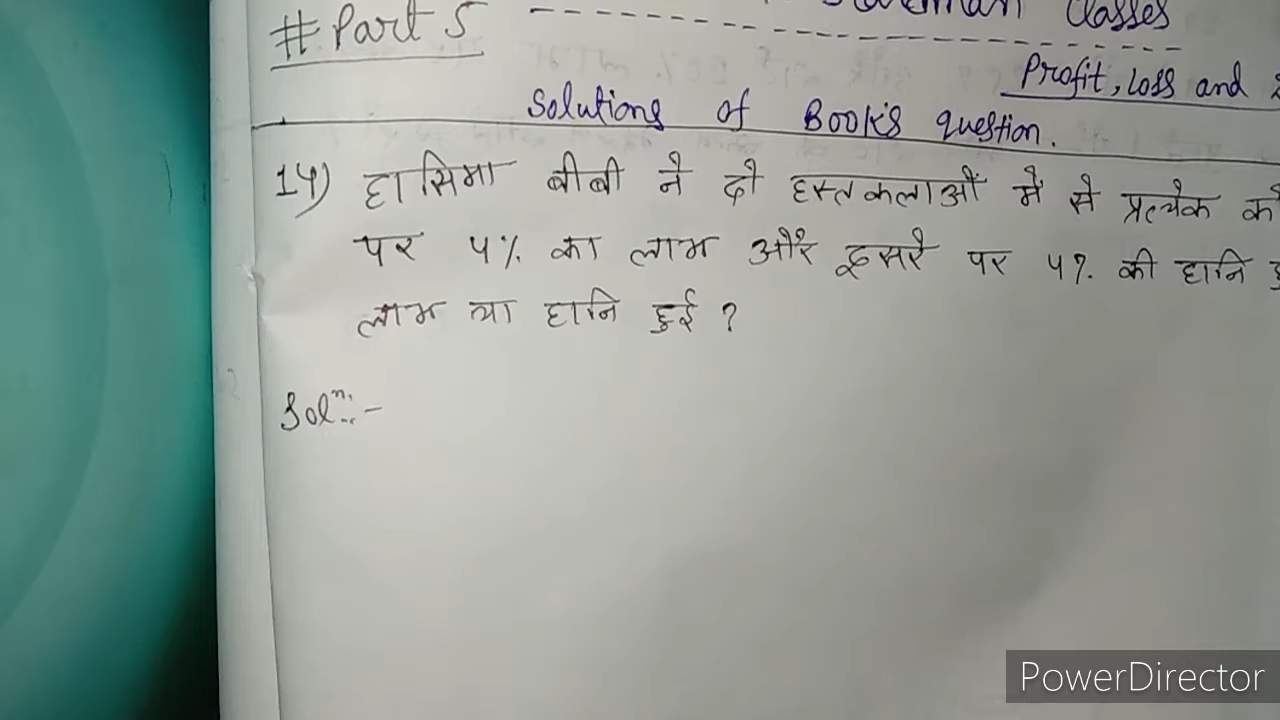 # Part 5
Classes
Profit, Loss and
Solutions of Book's question.
14) हासिमा बीबी ने दो हस्तकलाओं में से प्रत्येक को
पर 4% का लाभ और दूसरे पर 4% की हानि
लाभ या हानि हुई ?
Solⁿ:-
PowerDirector